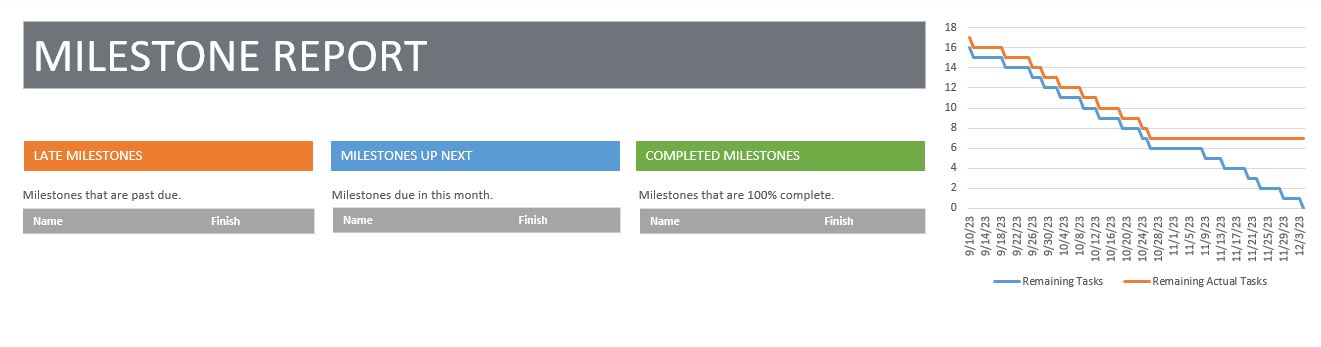 MILESTONE REPORT
LATE MILESTONES
Milestones that are past due.
Name Finish
MILESTONES UP NEXT
Milestones due in this month.
Name Finish
COMPLETED MILESTONES
Milestones that are 100% complete.
Name Finish
18
16
14
12
10
8
6
4
2
0
9/10/23
9/14/23
9/18/23
9/22/23
9/26/23
9/30/23
10/4/23
10/8/23
10/12/23
10/16/23
10/20/23
10/24/23
10/28/23
11/1/23
11/5/23
11/9/23
11/13/23
11/17/23
11/21/23
11/25/23
11/29/23
12/3/23
Remaining Tasks Remaining Actual Tasks